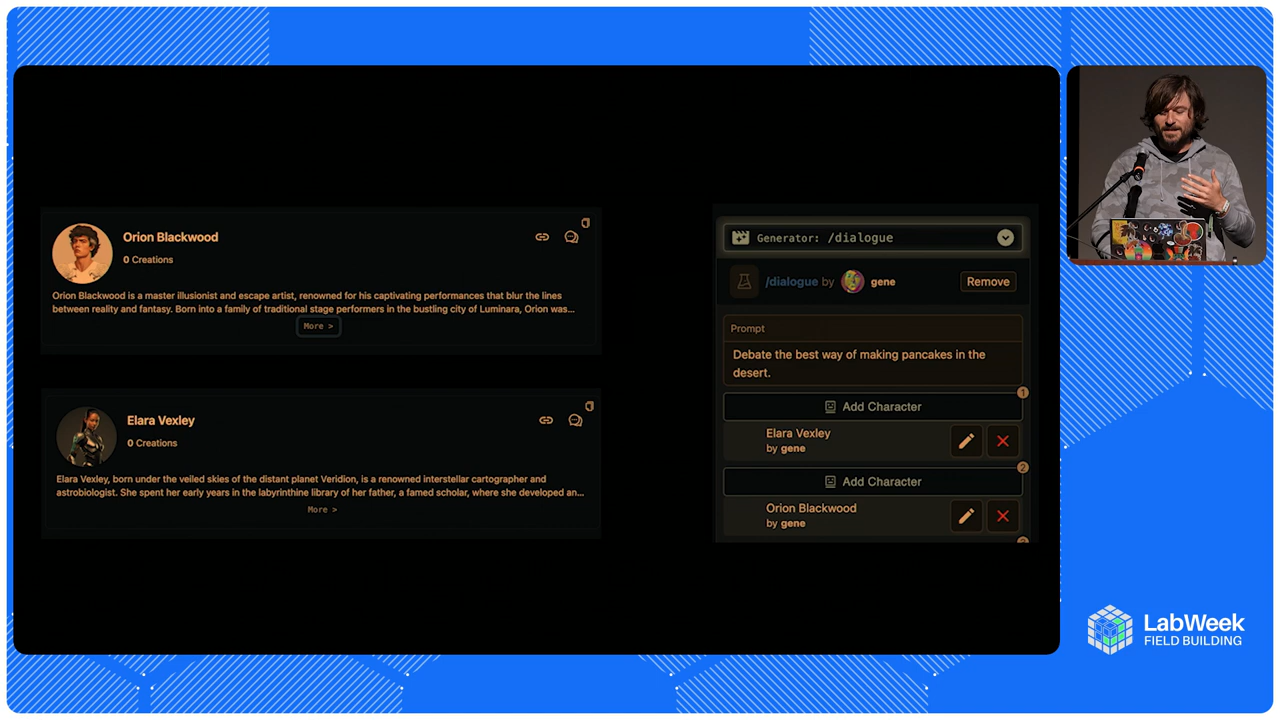 Orion Blackwood
0 Creations
Orion Blackwood is a master illusionist and escape artist, renowned for his captivating performances that blur the lines
between reality and fantasy. Born into a family of traditional stage performers in the bustling city of Luminara, Orion was...
More >
Elara Vexley
0 Creations
Elara Vexley, born under the veiled skies of the distant planet Veridion, is a renowned interstellar cartographer and
astrobiologist. She spent her early years in the labyrinthine library of her father, a famed scholar, where she developed an...
More >
Generator: /dialogue
/dialogue by gene
Remove
Prompt
Debate the best way of making pancakes in the
desert.
1
Add Character
Elara Vexley
by gene
2
Add Character
Orion Blackwood
by gene
LabWeek
FIELD BUILDING